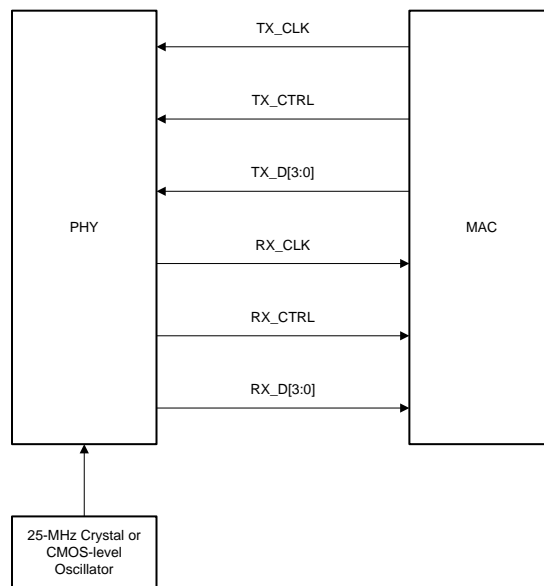 TX_CLK
TX_CTRL
TX_D[3:0]
PHY
MAC
RX_CLK
RX_CTRL
RX_D[3:0]
25-MHz Crystal or
CMOS-level
Oscillator